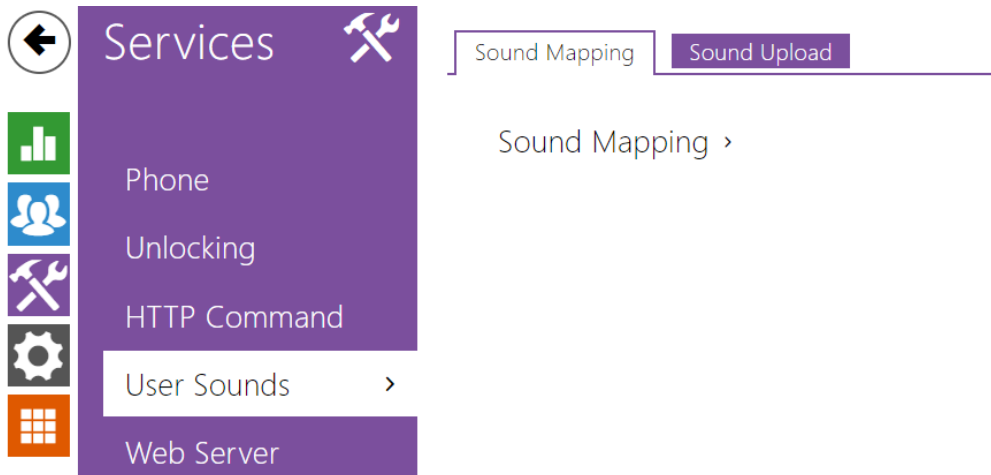 Services
Phone
Unlocking
HTTP Command
User Sounds
Web Server
Sound Mapping
Sound Upload
Sound Mapping